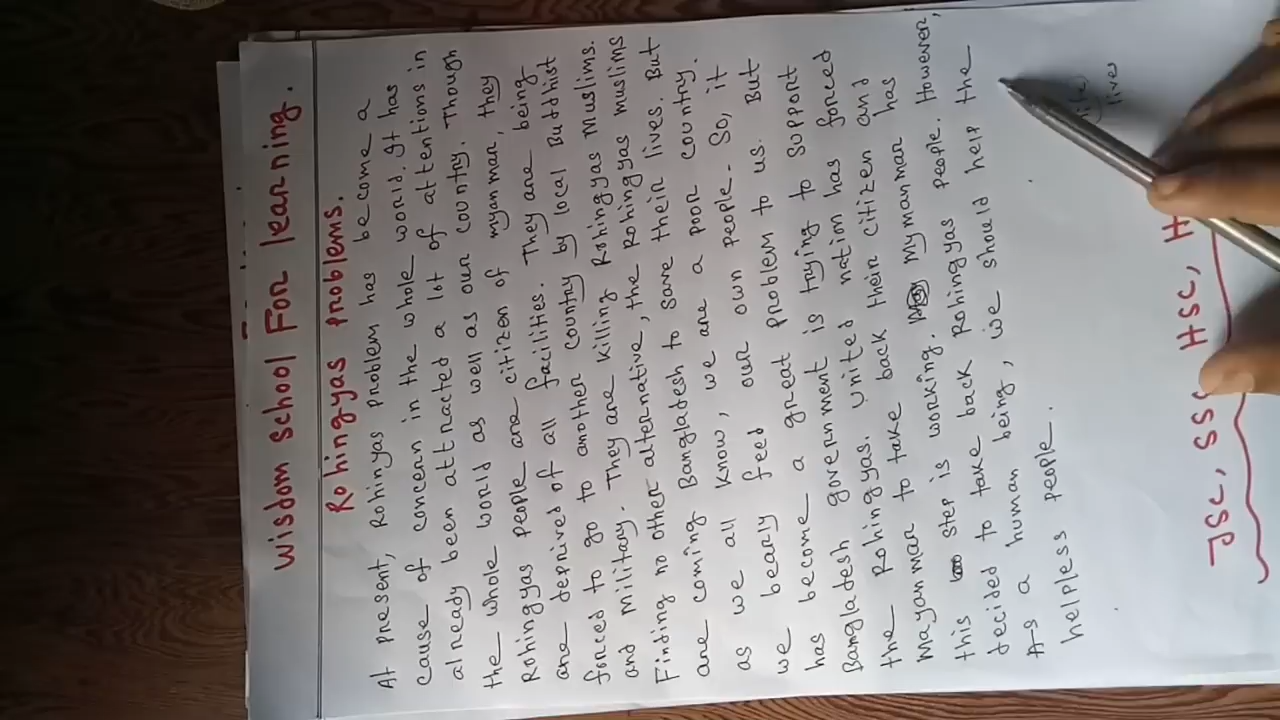 Wisdom school For learning.
Rohingyas problems.
At present, Rohinyas problem has become a
cause of concern in the whole world. It has
already been attracted a lot of attentions in
the whole world as well as our country. Though
Rohingyas people are citizen of myanmar, they
are deprived of all facilities. They are being
forced to go to another country by local Buddhist
and military. They are killing Rohingyas Muslims.
Finding no other alternative, the Rohingyas muslims
are coming Bangladesh to save their lives. But
as we all know, we are a poor country.
we bearly feed our own people. So, it
has become a great problem to us. But
Bangladesh government is trying to support
the Rohingyas. united nation has forced
Mayanmar to take back their citizen and
this step is working. Mymanmar has
decided to take back Rohingyas people. However,
As a human being, we should help the
helpless people.
life
lives
JSC, SSC, HSC, H